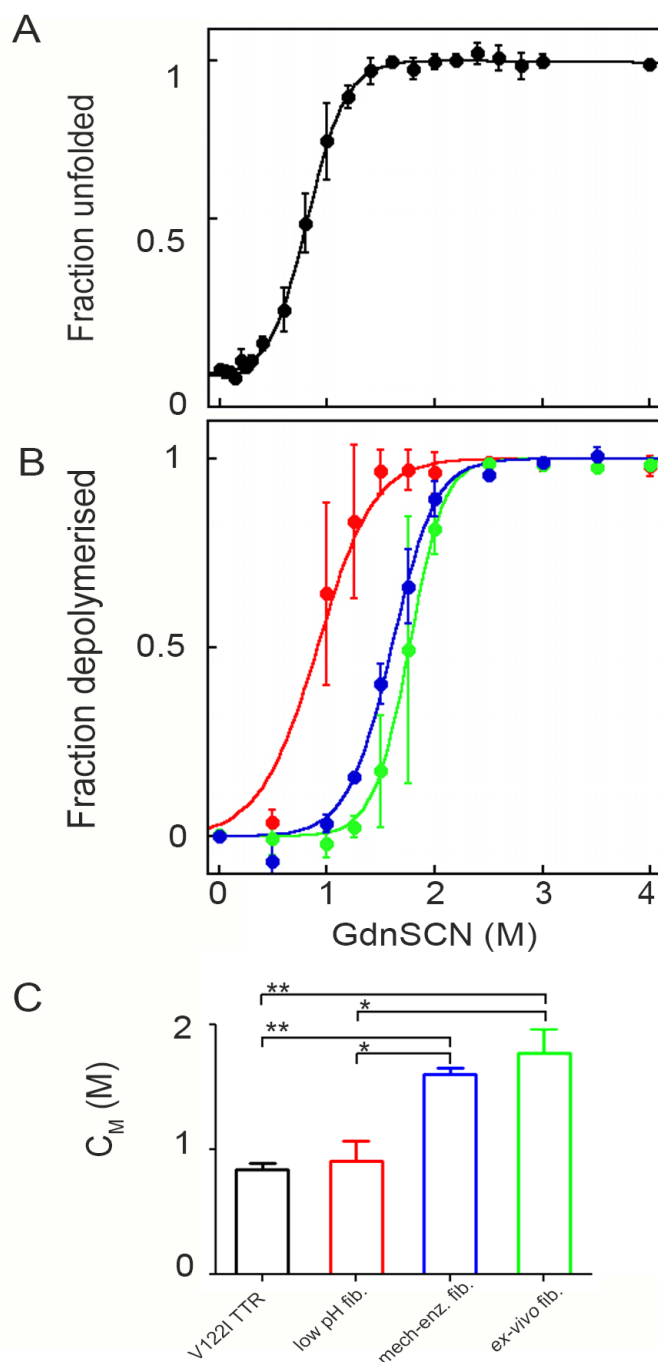 A
Fraction unfolded
1
0.5
0
B
Fraction depolymerised
1
0.5
0
0 1 2 3 4
GdnSCN (M)
C
CM (M)
2
1
0
**
*
**
*
V122I TTR
low pH fib.
mech-enz. fib.
ex-vivo fib.